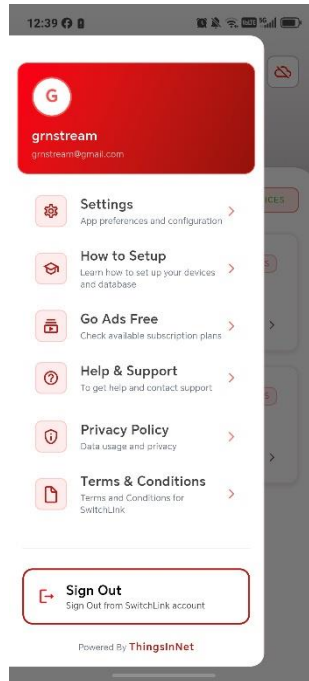 12:39
G
grnstream
grnstream@gmail.com
Settings
App preferences and configuration
How to Setup
Learn how to set up your devices
and database
Go Ads Free
Check available subscription plans
Help & Support
To get help and contact support
Privacy Policy
Data usage and privacy
Terms & Conditions
Terms and Conditions for
SwitchLink
Sign Out
Sign Out from SwitchLink account
Powered By ThingsInNet
ICES
S
S